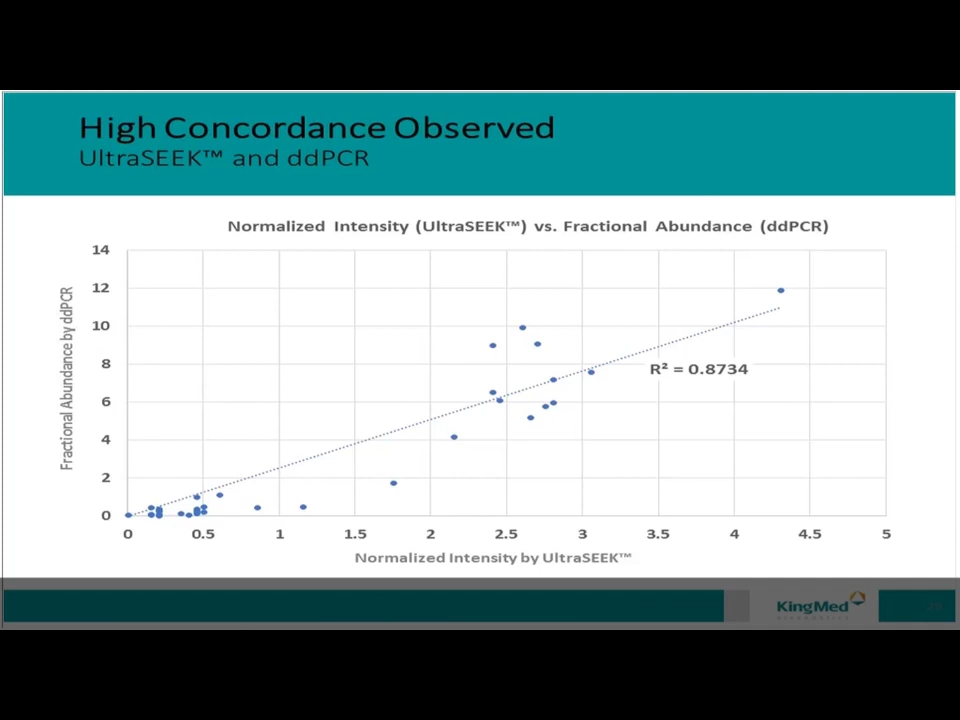 High Concordance Observed
UltraSEEK™ and ddPCR
Normalized Intensity (UltraSEEK™) vs. Fractional Abundance (ddPCR)
14
12
10
8
6
4
2
0
Fractional Abundance by ddPCR
R² = 0.8734
0 0.5 1 1.5 2 2.5 3 3.5 4 4.5 5
Normalized Intensity by UltraSEEK™
KingMed
DIAGNOSTICS
20